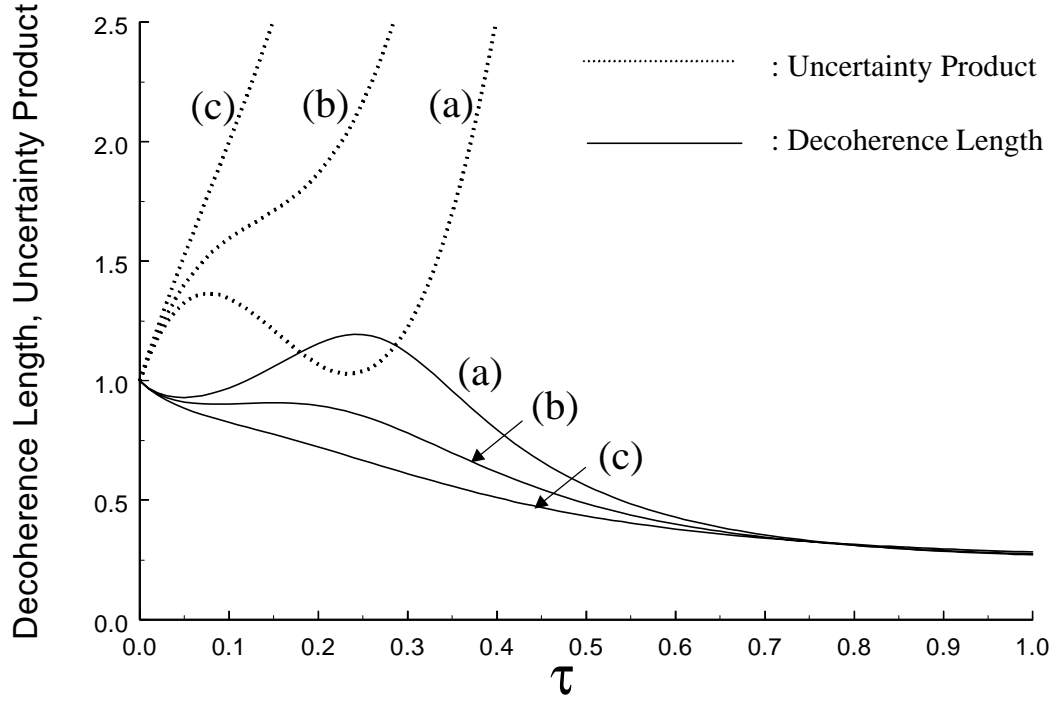 Decoherence Length, Uncertainty Product
2.5
2.0
1.5
1.0
0.5
0.0
(c)
(b)
(a)
: Uncertainty Product
: Decoherence Length
(a)
(b)
(c)
0.0 0.1 0.2 0.3 0.4 0.5 0.6 0.7 0.8 0.9 1.0
τ